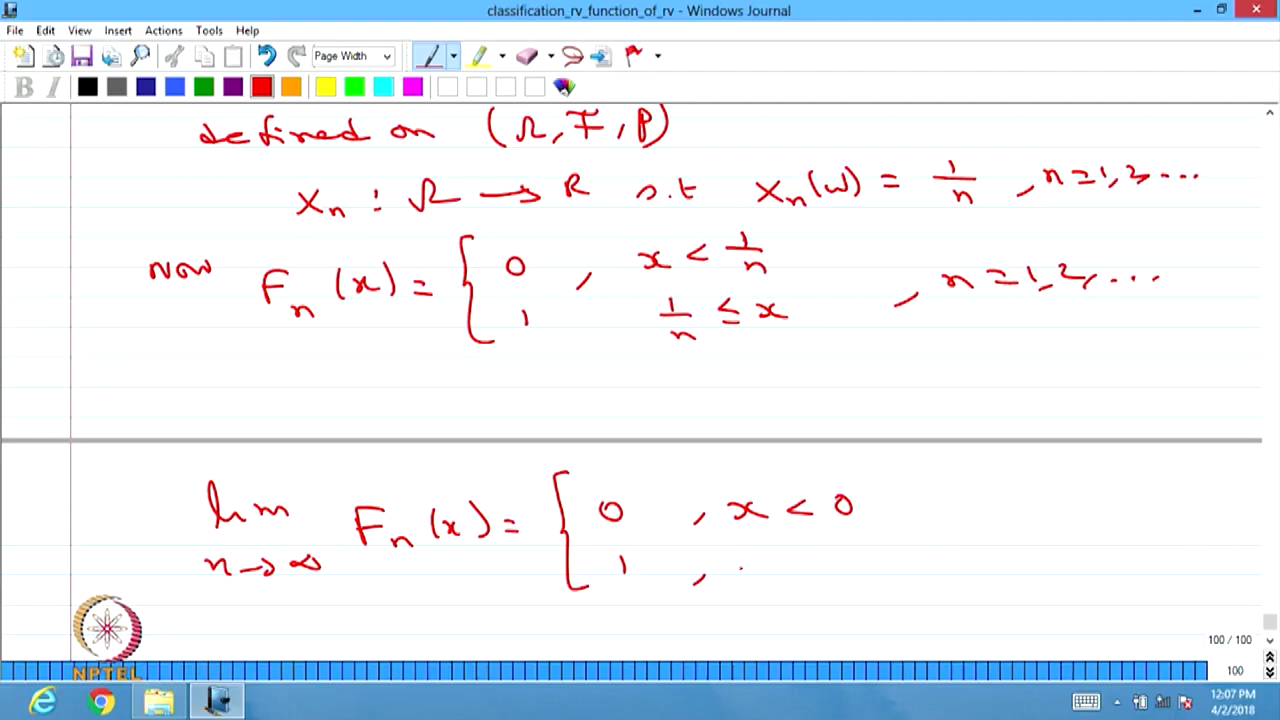 classification_rv_function_of_rv - Windows Journal
File Edit View Insert Actions Tools Help
Page Width
B I
defined on (Ω, F, P)
Xn : Ω → R s.t Xn(w) = 1/n , n=1,2,...
Now Fn(x) = { 0 , x < 1/n
1 1/n ≤ x , n=1,2,...
lim n→∞ Fn(x) = { 0 , x < 0
1 ,
NPTEL
100 / 100
100
12:07 PM
4/2/2018